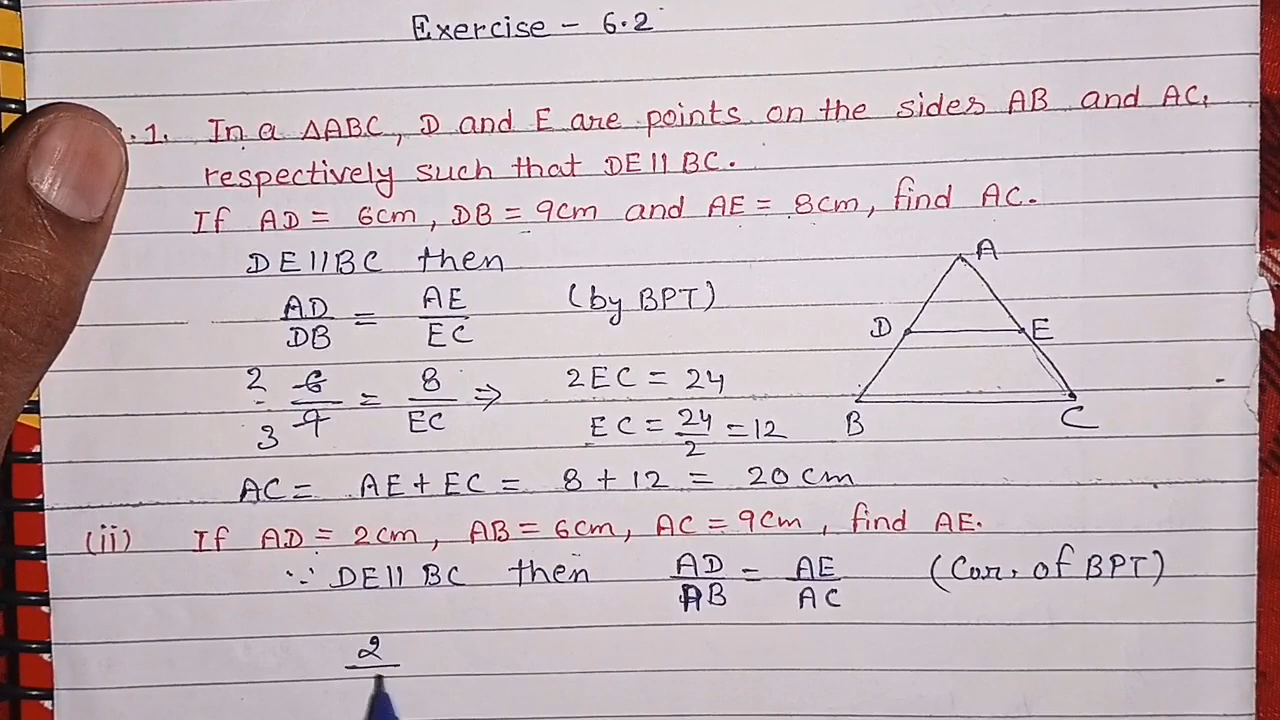 Exercise - 6.2
.1. In a △ABC, D and E are points on the sides AB and AC,
respectively such that DE || BC.
If AD = 6cm, DB = 9cm and AE = 8cm, find AC.
DE || BC then
AD/DB = AE/EC (by BPT)
2 6/9 3 = 8/EC ⇒ 2EC = 24
EC = 24/2 = 12
AC = AE + EC = 8 + 12 = 20 cm
A
D E
B C
(ii) If AD = 2cm, AB = 6cm, AC = 9cm, find AE.
∵ DE || BC then AD/AB = AE/AC (Cor. of BPT)
2